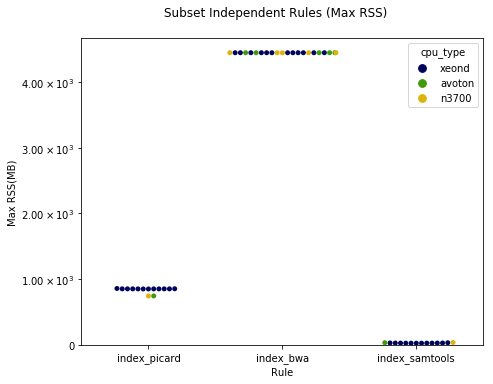 Subset Independent Rules (Max RSS)
cpu_type
xeond
avoton
n3700
4.00 × 10³
3.00 × 10³
2.00 × 10³
1.00 × 10³
0
Max RSS(MB)
index_picard
index_bwa
index_samtools
Rule